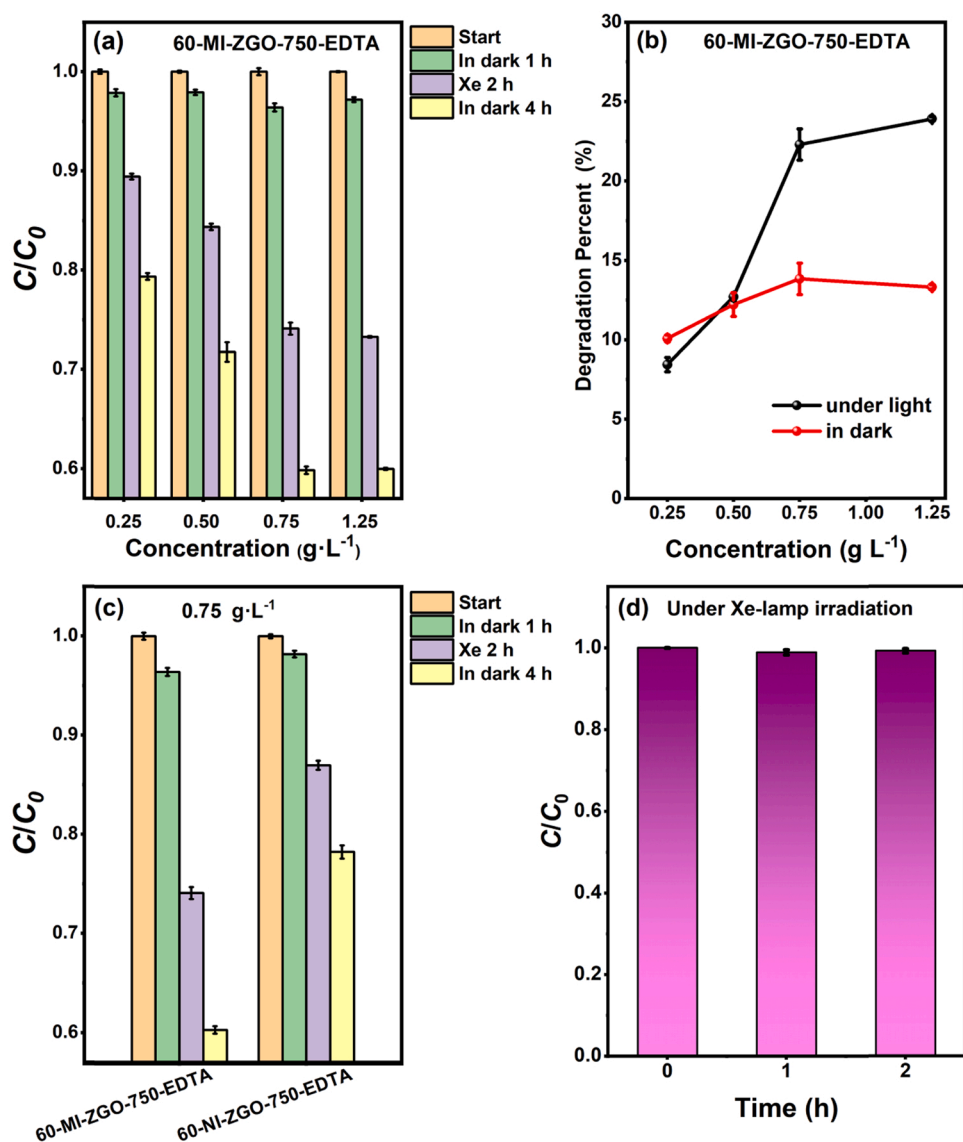 (a) 60-MI-ZGO-750-EDTA
Start
In dark 1 h
Xe 2 h
In dark 4 h
1.0
0.9
0.8
0.7
0.6
C/C0
0.25 0.50 0.75 1.25
Concentration (g·L-1)
(b) 60-MI-ZGO-750-EDTA
30
25
20
15
10
5
0
Degradation Percent (%)
under light
in dark
0.25 0.50 0.75 1.00 1.25
Concentration (g L-1)
(c) 0.75 g·L-1
Start
In dark 1 h
Xe 2 h
In dark 4 h
1.0
0.9
0.8
0.7
0.6
C/C0
60-MI-ZGO-750-EDTA
60-NI-ZGO-750-EDTA
(d) Under Xe-lamp irradiation
1.0
0.8
0.6
0.4
0.2
0.0
C/C0
0 1 2
Time (h)